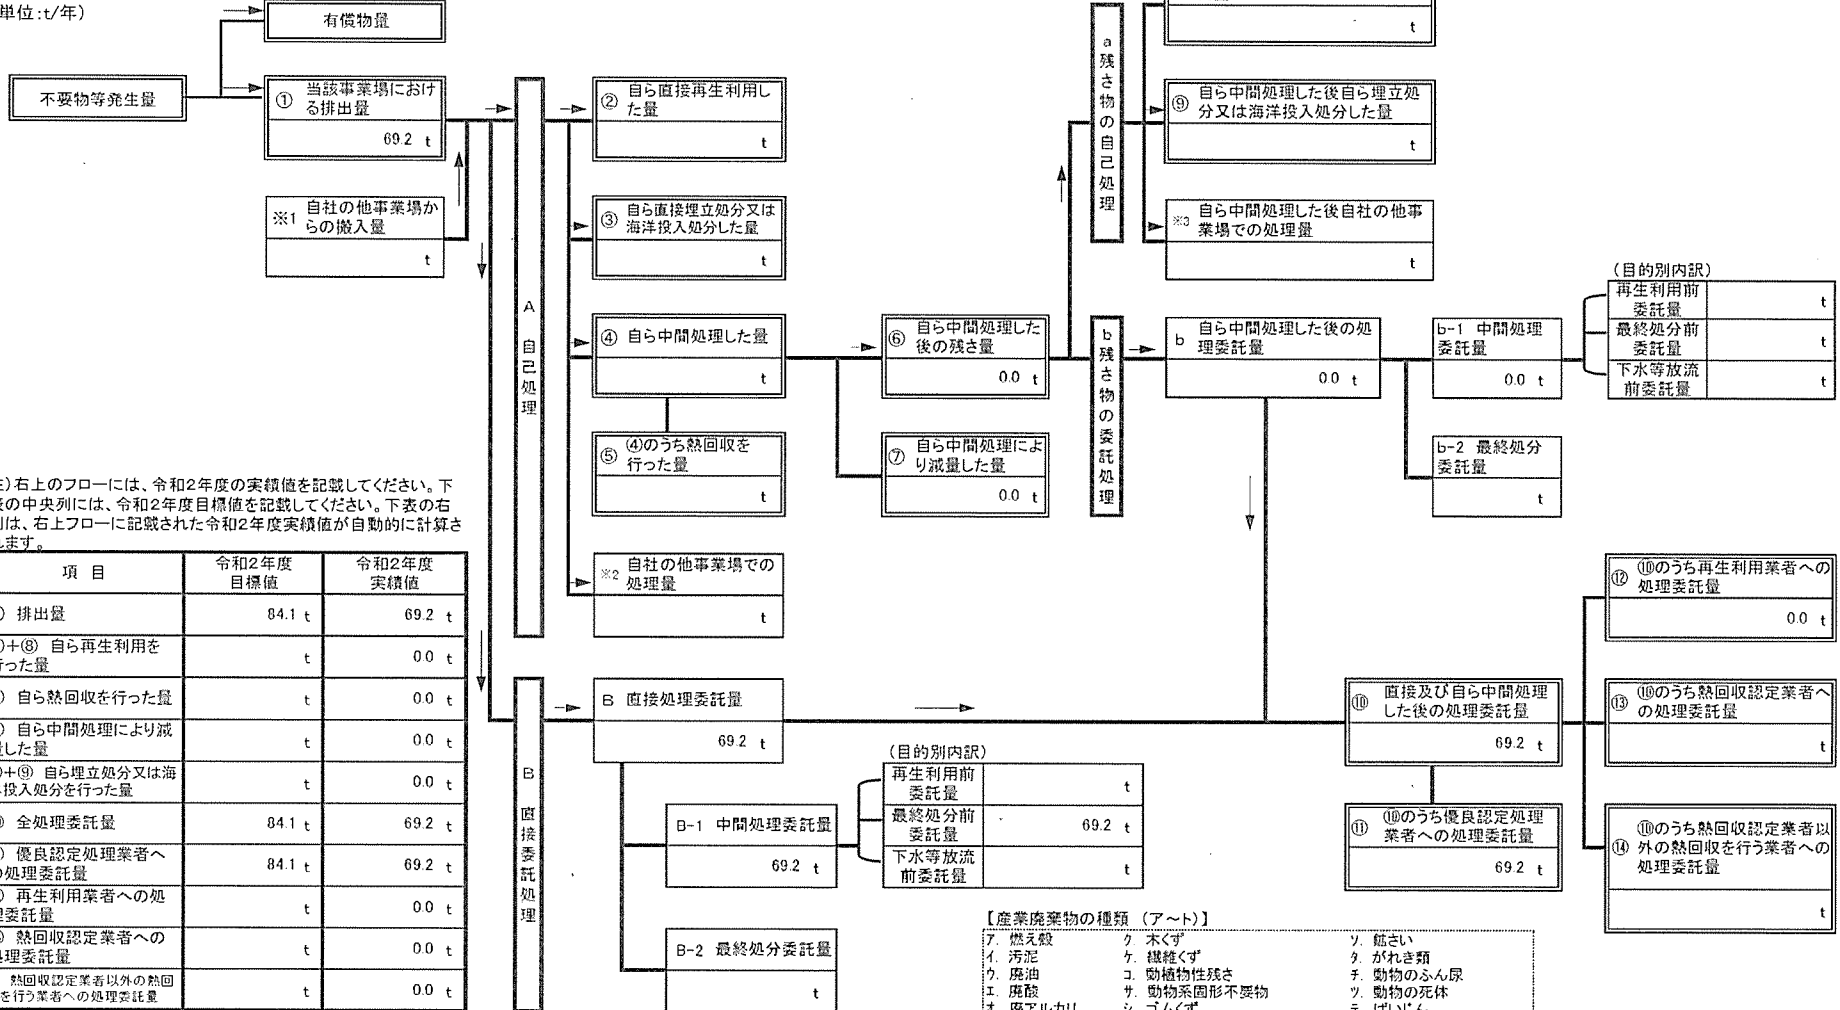 単位:t/年)
有償物量
不要物等発生量
① 当該事業場におけ
る排出量
69.2 t
※1 自社の他事業場か
らの搬入量
t
A 自己処理
② 自ら直接再生利用し
た量
t
③ 自ら直接埋立処分又は
海洋投入処分した量
t
④ 自ら中間処理した量
t
⑤ ④のうち熱回収を
行った量
t
※2 自社の他事業場での
処理量
t
⑥ 自ら中間処理した
後の残さ量
0.0 t
⑦ 自ら中間処理によ
り減量した量
0.0 t
a 残さ物の自己処理
t
⑨ 自ら中間処理した後自ら埋立処
分又は海洋投入処分した量
t
※3 自ら中間処理した後自社の他事
業場での処理量
t
b 残さ物の委託処理
b 自ら中間処理した後の処
理委託量
0.0 t
b-1 中間処理
委託量
0.0 t
b-2 最終処分
委託量
t
(目的別内訳)
再生利用前
委託量 t
最終処分前
委託量 t
下水等放流
前委託量 t
)右上のフローには、令和2年度の実績値を記載してください。下
の中央列には、令和2年度目標値を記載してください。下表の右
は、右上フローに記載された令和2年度実績値が自動的に計算さ
ます。
項 目 令和2年度
目標値 令和2年度
実績値
) 排出量 84.1 t 69.2 t
)+⑧ 自ら再生利用を
行った量 t 0.0 t
) 自ら熱回収を行った量 t 0.0 t
) 自ら中間処理により減
した量 t 0.0 t
)+⑨ 自ら埋立処分又は海
投入処分を行った量 t 0.0 t
) 全処理委託量 84.1 t 69.2 t
) 優良認定処理業者へ
の処理委託量 84.1 t 69.2 t
) 再生利用業者への処
理委託量 t 0.0 t
) 熱回収認定業者への
処理委託量 t 0.0 t
熱回収認定業者以外の熱回
を行う業者への処理委託量 t 0.0 t
B 直接委託処理
B 直接処理委託量
69.2 t
B-1 中間処理委託量
69.2 t
B-2 最終処分委託量
t
(目的別内訳)
再生利用前
委託量 t
最終処分前
委託量 69.2 t
下水等放流
前委託量 t
⑩ 直接及び自ら中間処理
した後の処理委託量
69.2 t
⑪ ⑩のうち優良認定処理
業者への処理委託量
69.2 t
⑫ ⑩のうち再生利用業者への
処理委託量
0.0 t
⑬ ⑩のうち熱回収認定業者へ
の処理委託量
t
⑭ ⑩のうち熱回収認定業者以
外の熱回収を行う業者への
処理委託量
t
【産業廃棄物の種類 (ア～ト)】
ア. 燃え殻 ク. 木くず ソ. 鉱さい
イ. 汚泥 ケ. 繊維くず タ. がれき類
ウ. 廃油 コ. 動植物性残さ チ. 動物のふん尿
エ. 廃酸 サ. 動物系固形不要物 ツ. 動物の死体
オ. 廃アルカリ シ. ゴムくず テ. ばいじん